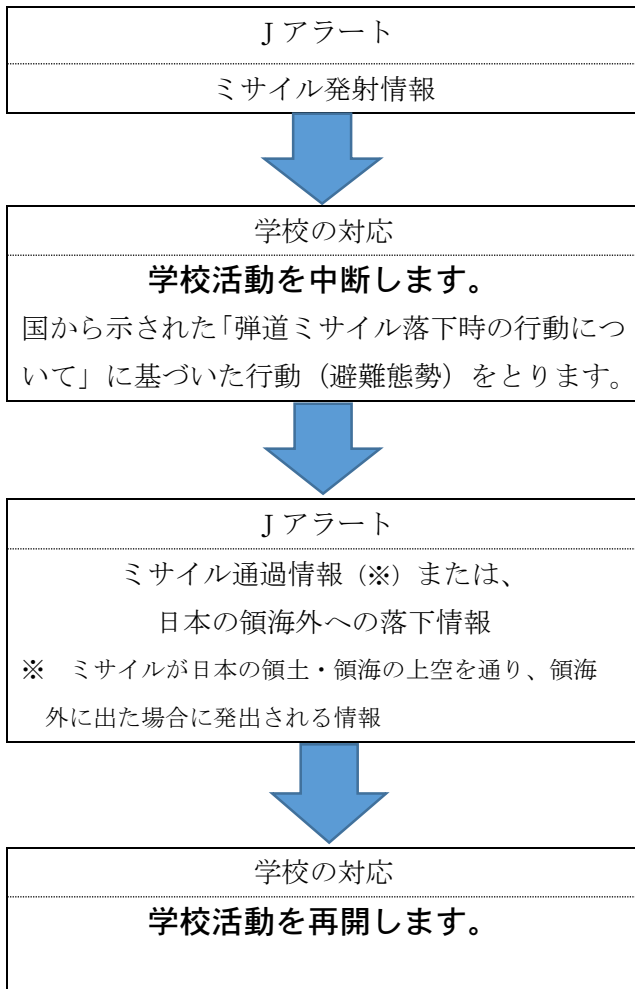 Jアラート
ミサイル発射情報
学校の対応
学校活動を中断します。
国から示された「弾道ミサイル落下時の行動につ
いて」に基づいた行動（避難態勢）をとります。
Jアラート
ミサイル通過情報（※）または、
日本の領海外への落下情報
※　ミサイルが日本の領土・領海の上空を通り、領海
外に出た場合に発出される情報
学校の対応
学校活動を再開します。